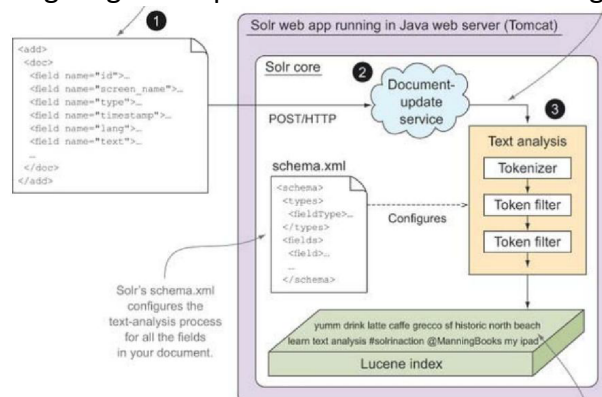 1
Solr web app running in Java web server (Tomcat)
<add>
<doc>
<field name="id">…
<field name="screen_name">…
<field name="type">…
<field name="timestamp">…
<field name="lang">…
<field name="text">…
…
</doc>
</add>
Solr core
2
Document-
update
service
POST/HTTP
3
Text analysis
Tokenizer
Token filter
Token filter
schema.xml
<schema>
<types>
<fieldType>…
</types>
<fields>
<field>…
…
</schema>
Configures
Solr's schema.xml
configures the
text-analysis process
for all the fields
in your document.
yumm drink latte caffe grecco sf historic north beach
learn text analysis #solrinaction @ManningBooks my ipad
Lucene index